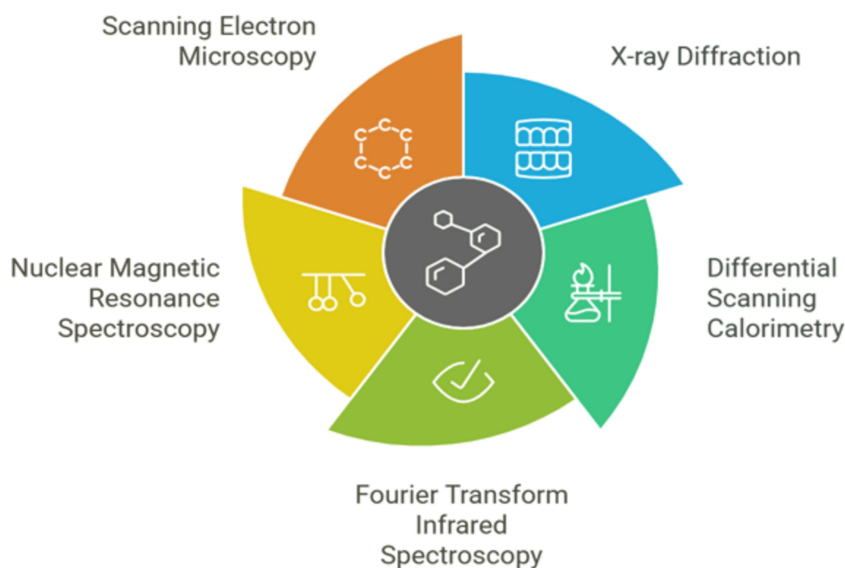 Scanning Electron
Microscopy
X-ray Diffraction
C
C
C
C
C
C
Nuclear Magnetic
Resonance
Spectroscopy
Differential
Scanning
Calorimetry
Fourier Transform
Infrared
Spectroscopy